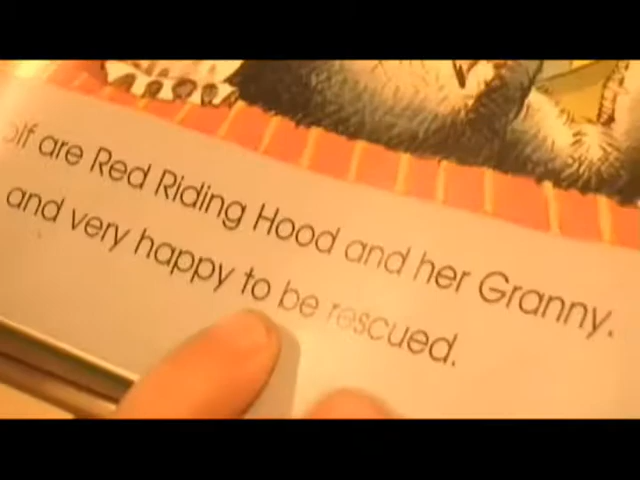 olf are Red Riding Hood and her Granny.
and very happy to be rescued.